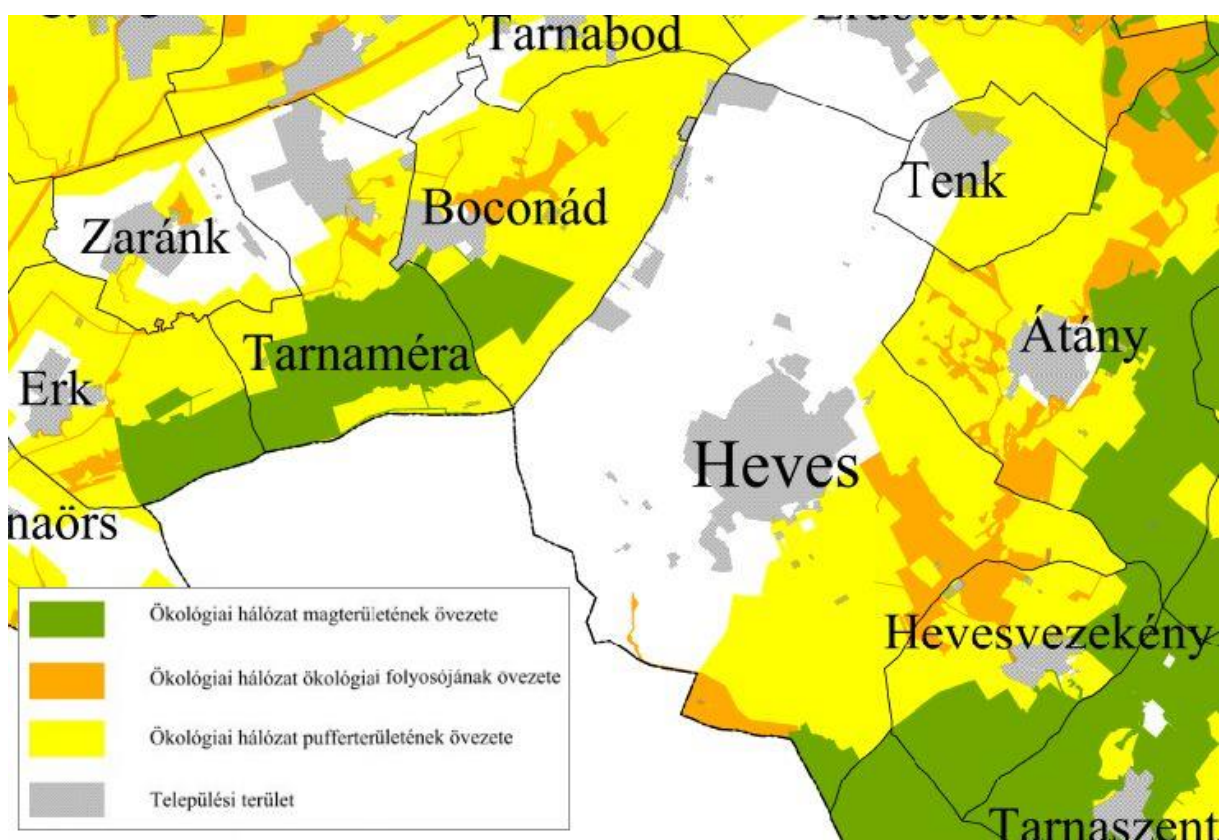 Tarnabod
Erdőtelek
Tenk
Boconád
Zaránk
Átány
Tarnaméra
Erk
Heves
naörs
Hevesvezekény
Tarnaszent
Ökológiai hálózat magterületének övezete
Ökológiai hálózat ökológiai folyosójának övezete
Ökológiai hálózat pufferterületének övezete
Települési terület